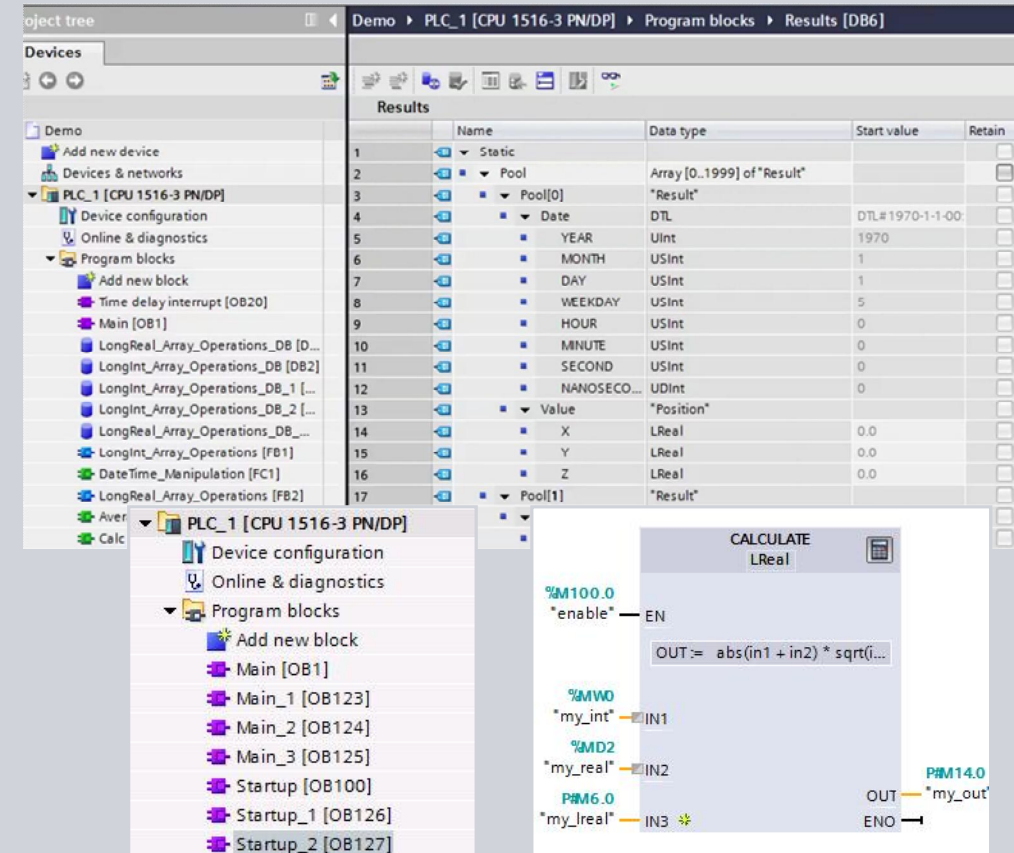 Project tree
Devices
Demo
Add new device
Devices & networks
PLC_1 [CPU 1516-3 PN/DP]
Device configuration
Online & diagnostics
Program blocks
Add new block
Time delay interrupt [OB20]
Main [OB1]
LongReal_Array_Operations_DB [D...
LongInt_Array_Operations_DB [DB2]
LongInt_Array_Operations_DB_1 [...
LongInt_Array_Operations_DB_2 [...
LongReal_Array_Operations_DB_...
LongInt_Array_Operations [FB1]
DateTime_Manipulation [FC1]
LongReal_Array_Operations [FB2]
Aver
Calc
Demo PLC_1 [CPU 1516-3 PN/DP] Program blocks Results [DB6]
Results
Name Data type Start value Retain
1 Static
2 Pool Array [0..1999] of "Result"
3 Pool[0] "Result"
4 Date DTL DTL#1970-1-1-00:
5 YEAR UInt 1970
6 MONTH USInt 1
7 DAY USInt 1
8 WEEKDAY USInt 5
9 HOUR USInt 0
10 MINUTE USInt 0
11 SECOND USInt 0
12 NANOSECO... UDInt 0
13 Value "Position"
14 X LReal 0.0
15 Y LReal 0.0
16 Z LReal 0.0
17 Pool[1] "Result"
PLC_1 [CPU 1516-3 PN/DP]
Device configuration
Online & diagnostics
Program blocks
Add new block
Main [OB1]
Main_1 [OB123]
Main_2 [OB124]
Main_3 [OB125]
Startup [OB100]
Startup_1 [OB126]
Startup_2 [OB127]
CALCULATE
LReal
%M100.0
"enable" EN
OUT := abs(in1 + in2) * sqrt(i...
%MW0
"my_int" IN1
%MD2
"my_real" IN2
P#M6.0
"my_lreal" IN3
P#M14.0
OUT "my_out"
ENO